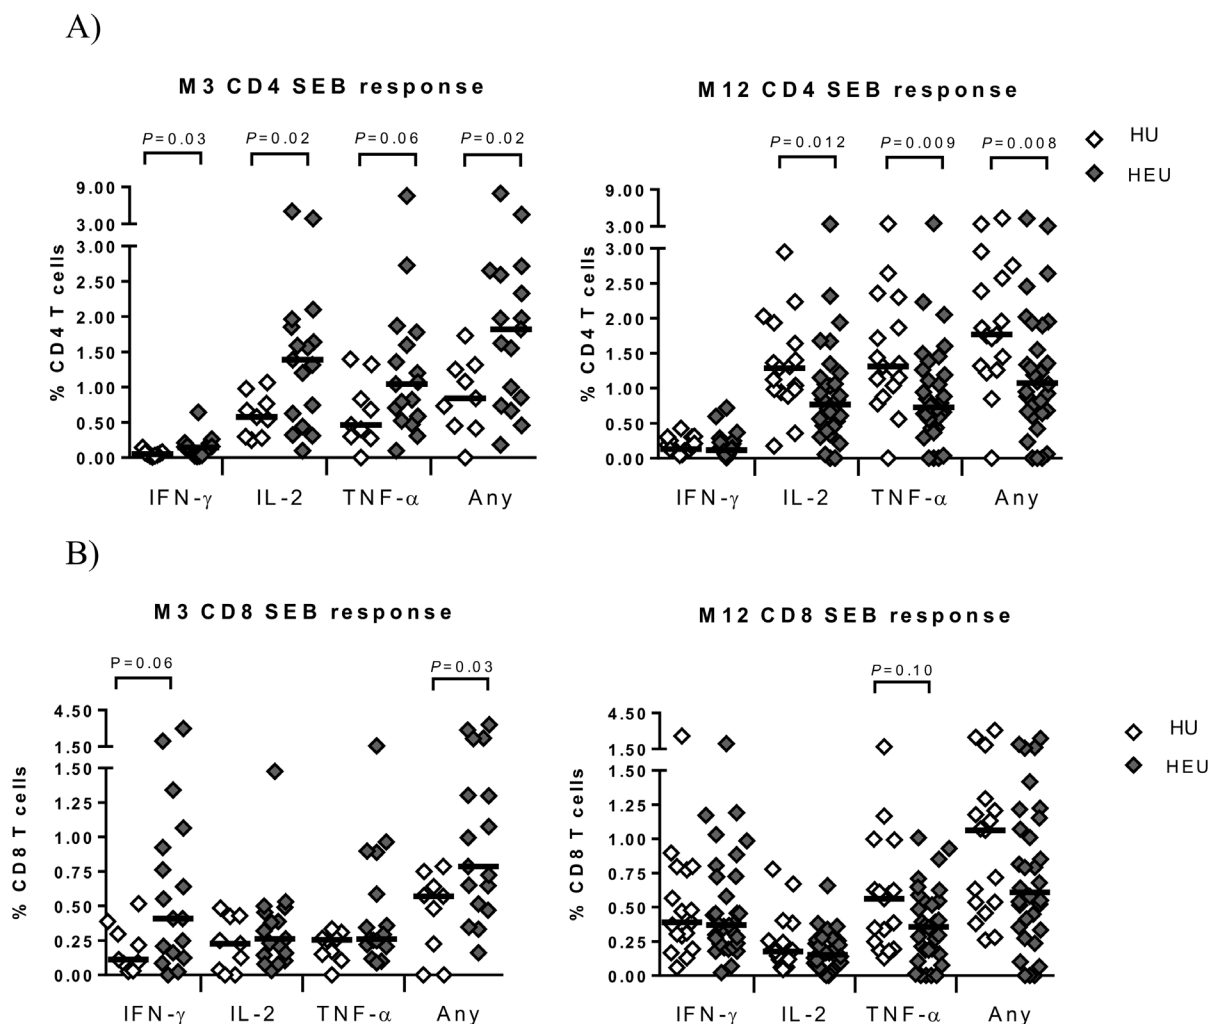 A)
M3 CD4 SEB response
P=0.03 P=0.02 P=0.06 P=0.02
9.00
3.00
3.00
2.50
2.00
1.50
1.00
0.50
0.00
% CD4 T cells
IFN-γ IL-2 TNF-α Any
M12 CD4 SEB response
P=0.012 P=0.009 P=0.008
9.00
3.00
3.00
2.50
2.00
1.50
1.00
0.50
0.00
% CD4 T cells
IFN-γ IL-2 TNF-α Any
HU
HEU
B)
M3 CD8 SEB response
P=0.06 P=0.03
4.50
1.50
1.50
1.25
1.00
0.75
0.50
0.25
0.00
% CD8 T cells
IFN-γ IL-2 TNF-α Any
M12 CD8 SEB response
P=0.10
4.50
1.50
1.50
1.25
1.00
0.75
0.50
0.25
0.00
% CD8 T cells
IFN-γ IL-2 TNF-α Any
HU
HEU